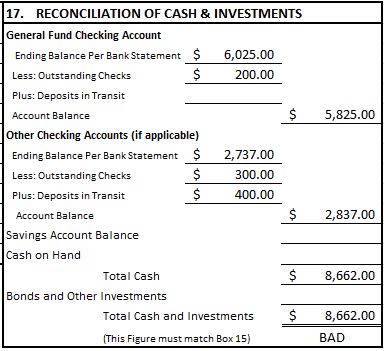 17. RECONCILIATION OF CASH & INVESTMENTS
General Fund Checking Account
Ending Balance Per Bank Statement $ 6,025.00
Less: Outstanding Checks $ 200.00
Plus: Deposits in Transit
Account Balance $ 5,825.00
Other Checking Accounts (if applicable)
Ending Balance Per Bank Statement $ 2,737.00
Less: Outstanding Checks $ 300.00
Plus: Deposits in Transit $ 400.00
Account Balance $ 2,837.00
Savings Account Balance
Cash on Hand
Total Cash $ 8,662.00
Bonds and Other Investments
Total Cash and Investments $ 8,662.00
(This Figure must match Box 15) BAD